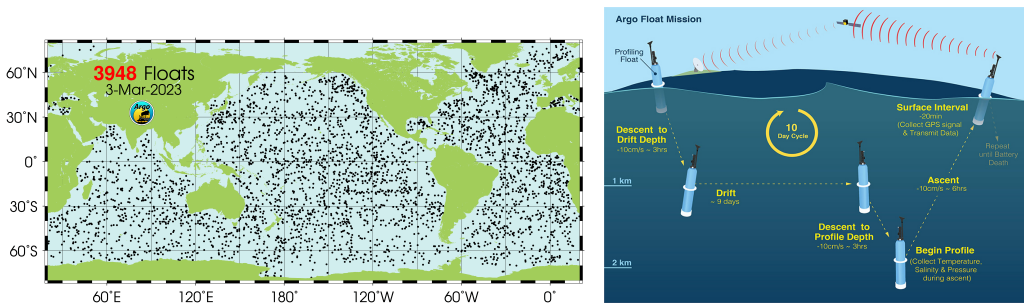 3948 Floats
3-Mar-2023
Argo
60°N
30°N
0°
30°S
60°S
60°E
120°E
180°
120°W
60°W
0°
Argo Float Mission
Profiling
Float
Descent to
Drift Depth
~10cm/s ~ 3hrs
10
Day Cycle
Surface Interval
~20min
(Collect GPS signal
& Transmit Data)
Repeat
until Battery
Death
1 km
Drift
~ 9 days
Ascent
~10cm/s ~ 6hrs
Descent to
Profile Depth
~10cm/s ~ 3hrs
Begin Profile
(Collect Temperature,
Salinity & Pressure
during ascent)
2 km